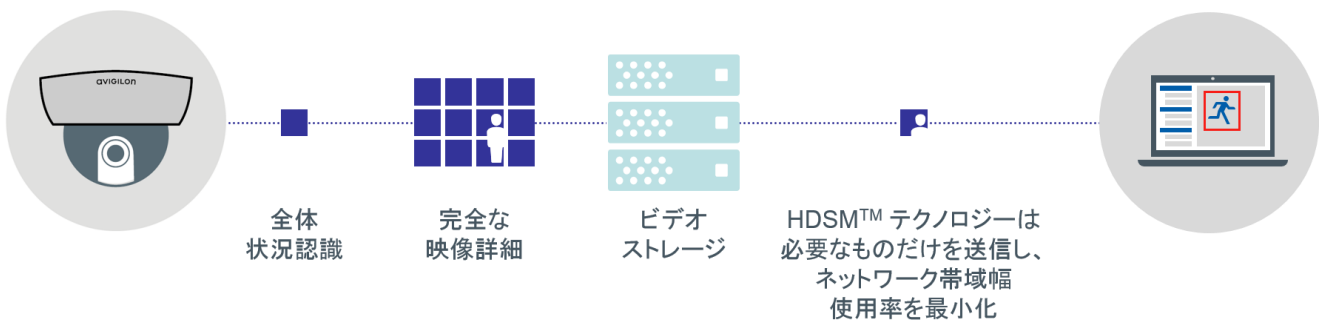 aVIGILON
全体
状況認識
完全な
映像詳細
ビデオ
ストレージ
HDSM™ テクノロジーは
必要なものだけを送信し、
ネットワーク帯域幅
使用率を最小化